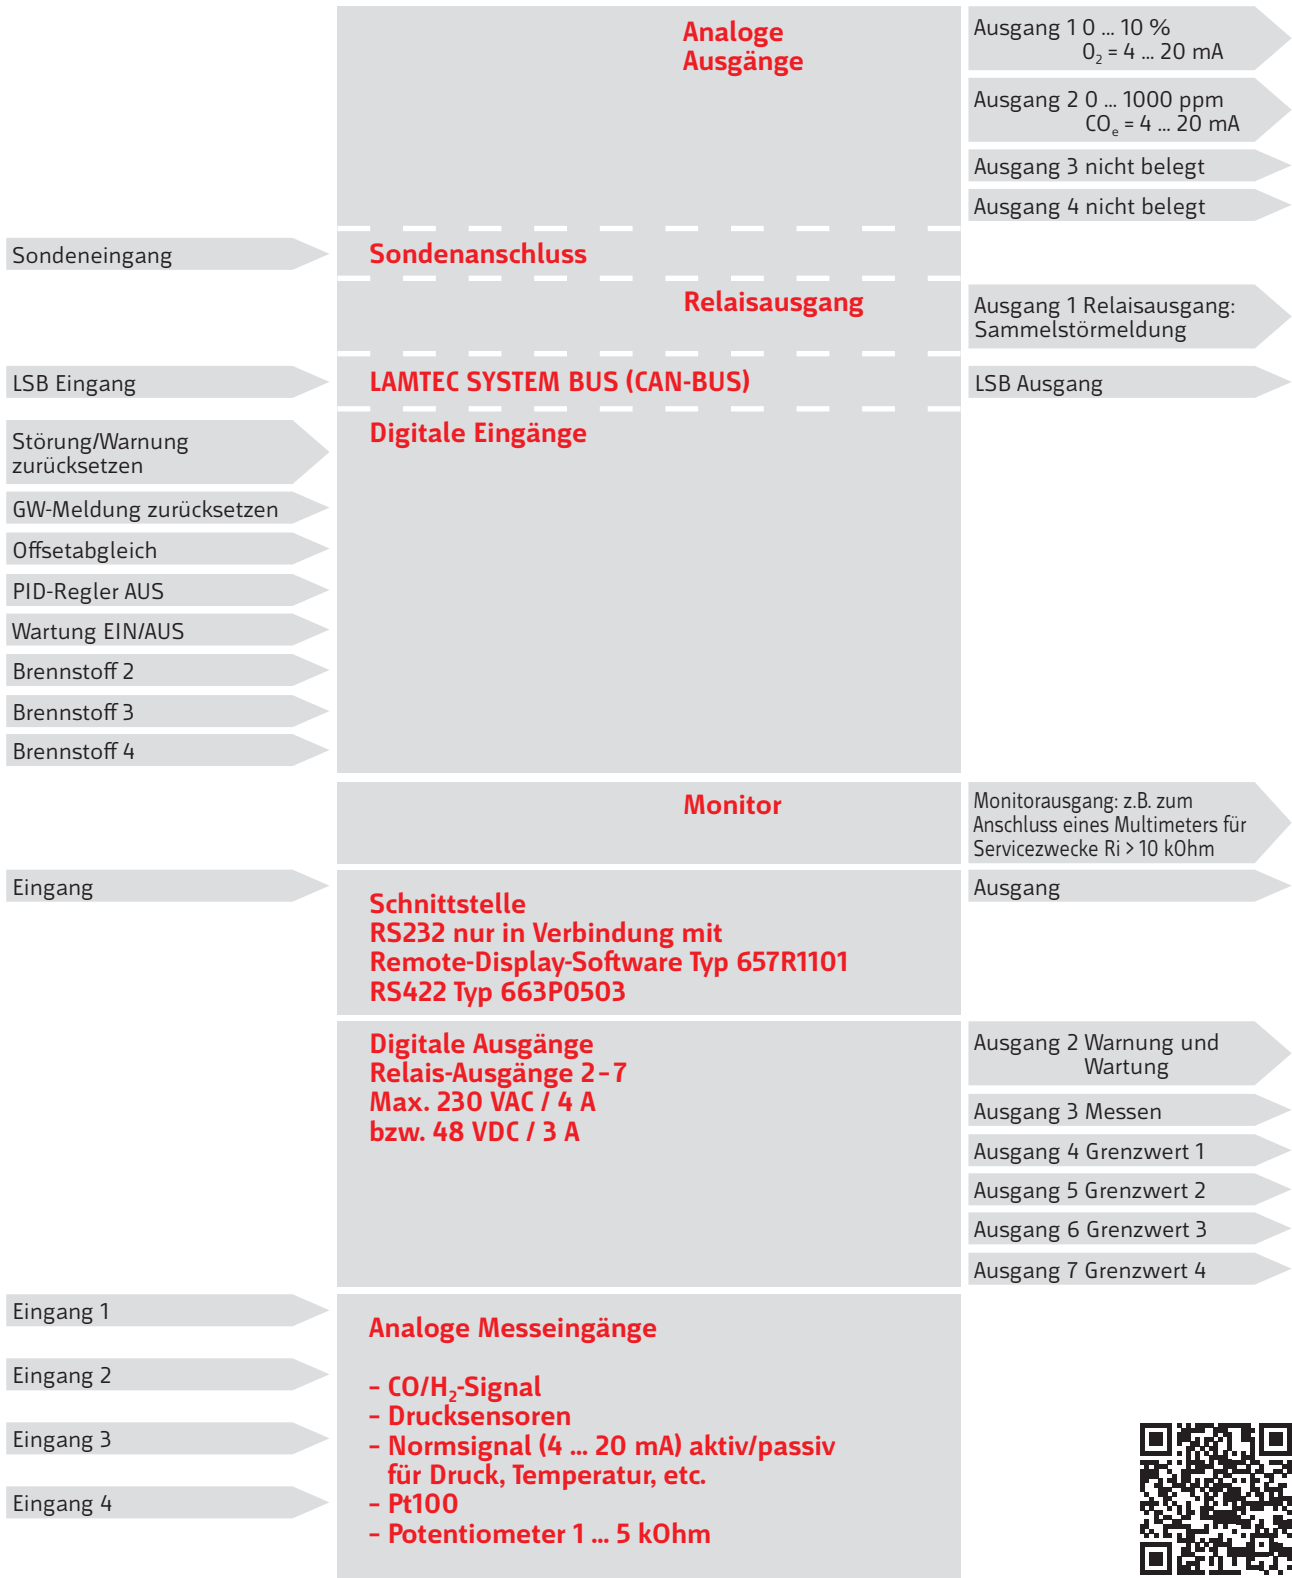 Analoge
Ausgänge
Ausgang 1 0 ... 10 %
O₂ = 4 ... 20 mA
Ausgang 2 0 ... 1000 ppm
COₑ = 4 ... 20 mA
Ausgang 3 nicht belegt
Ausgang 4 nicht belegt
Sondeneingang
Sondenanschluss
Relaisausgang
Ausgang 1 Relaisausgang:
Sammelstörmeldung
LSB Eingang
LAMTEC SYSTEM BUS (CAN-BUS)
LSB Ausgang
Digitale Eingänge
Störung/Warnung
zurücksetzen
GW-Meldung zurücksetzen
Offsetabgleich
PID-Regler AUS
Wartung EIN/AUS
Brennstoff 2
Brennstoff 3
Brennstoff 4
Monitor
Monitorausgang: z.B. zum
Anschluss eines Multimeters für
Servicezwecke Ri > 10 kOhm
Eingang
Schnittstelle
RS232 nur in Verbindung mit
Remote-Display-Software Typ 657R1101
RS422 Typ 663P0503
Ausgang
Digitale Ausgänge
Relais-Ausgänge 2–7
Max. 230 VAC / 4 A
bzw. 48 VDC / 3 A
Ausgang 2 Warnung und
Wartung
Ausgang 3 Messen
Ausgang 4 Grenzwert 1
Ausgang 5 Grenzwert 2
Ausgang 6 Grenzwert 3
Ausgang 7 Grenzwert 4
Eingang 1
Eingang 2
Eingang 3
Eingang 4
Analoge Messeingänge
– CO/H₂-Signal
– Drucksensoren
– Normsignal (4 ... 20 mA) aktiv/passiv
für Druck, Temperatur, etc.
– Pt100
– Potentiometer 1 ... 5 kOhm